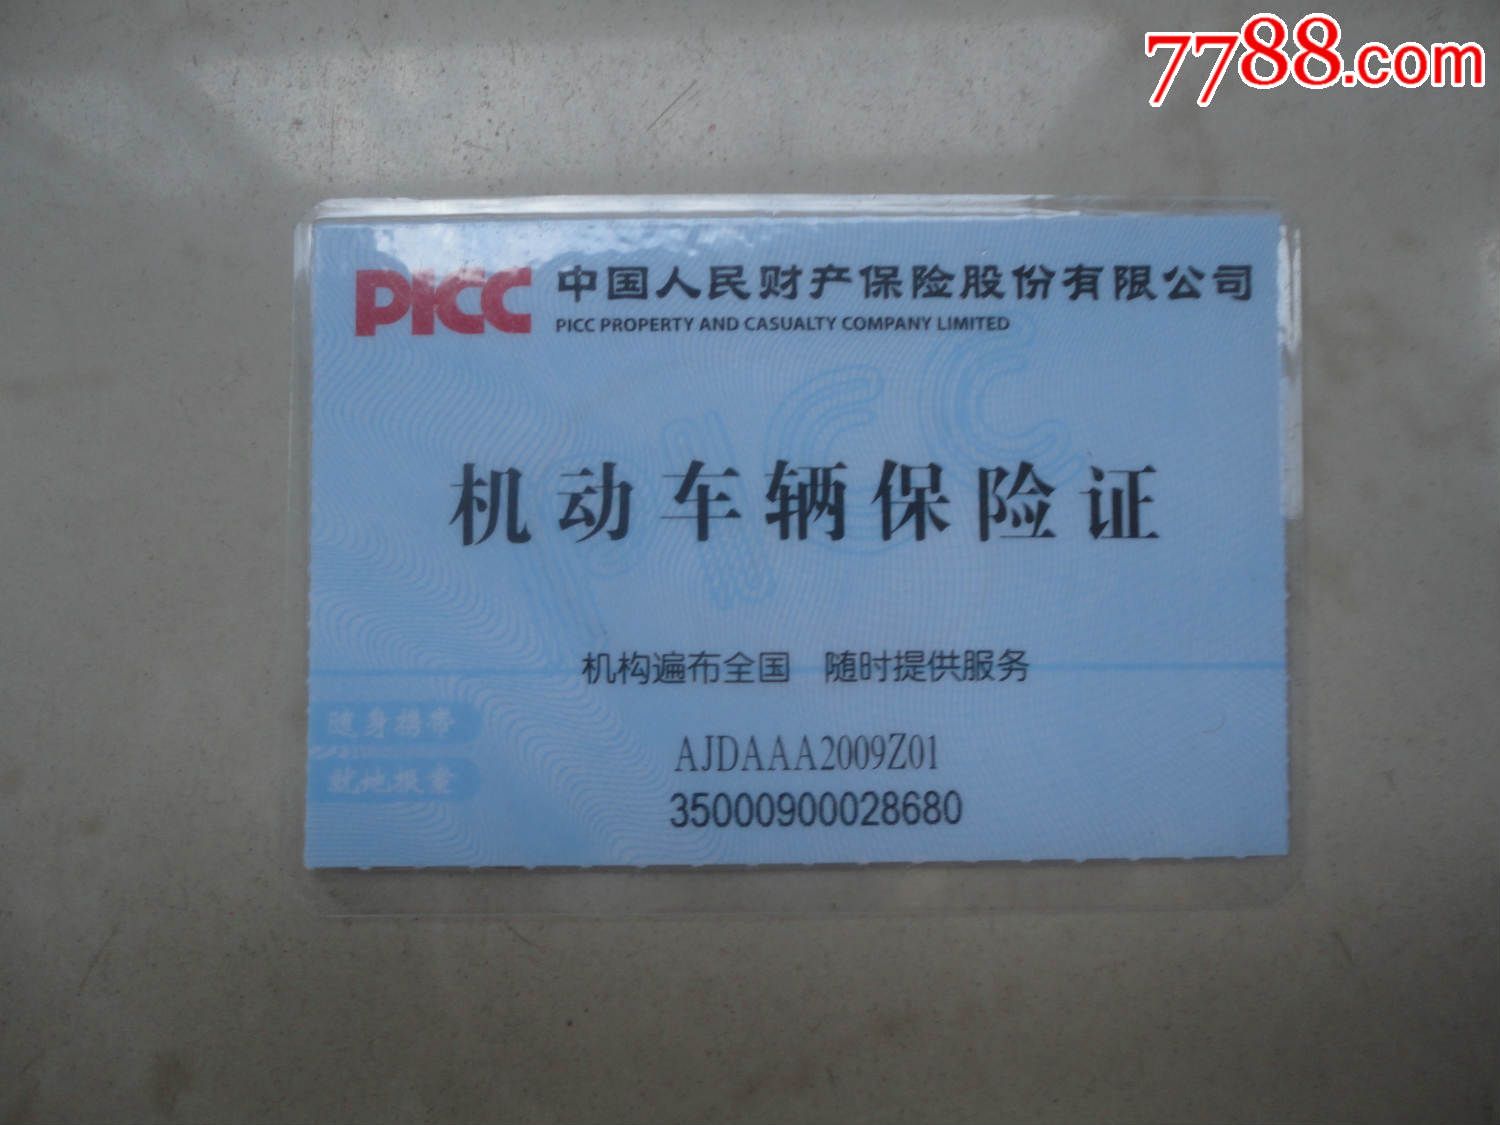 7788.com
PICC 中国人民财产保险股份有限公司
PICC PROPERTY AND CASUALTY COMPANY LIMITED
PICC
机动车辆保险证
机构遍布全国 随时提供服务
随身携带
就地报案
AJDAAA2009Z01
35000900028680